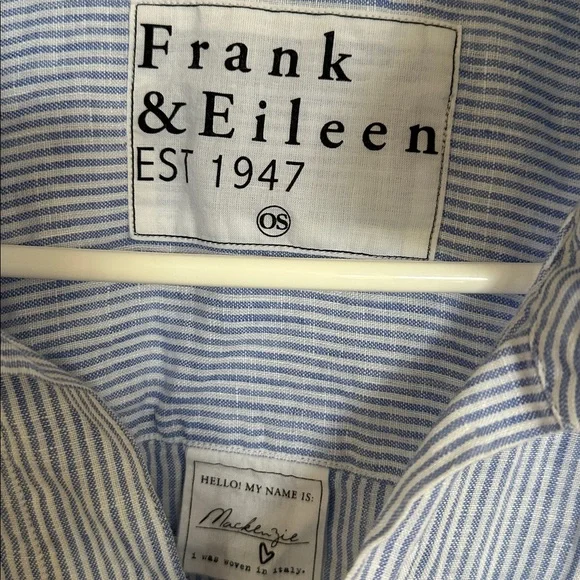 Frank
&Eileen
EST 1947
OS
HELLO! MY NAME IS:
Mackenzie
i was woven in italy.